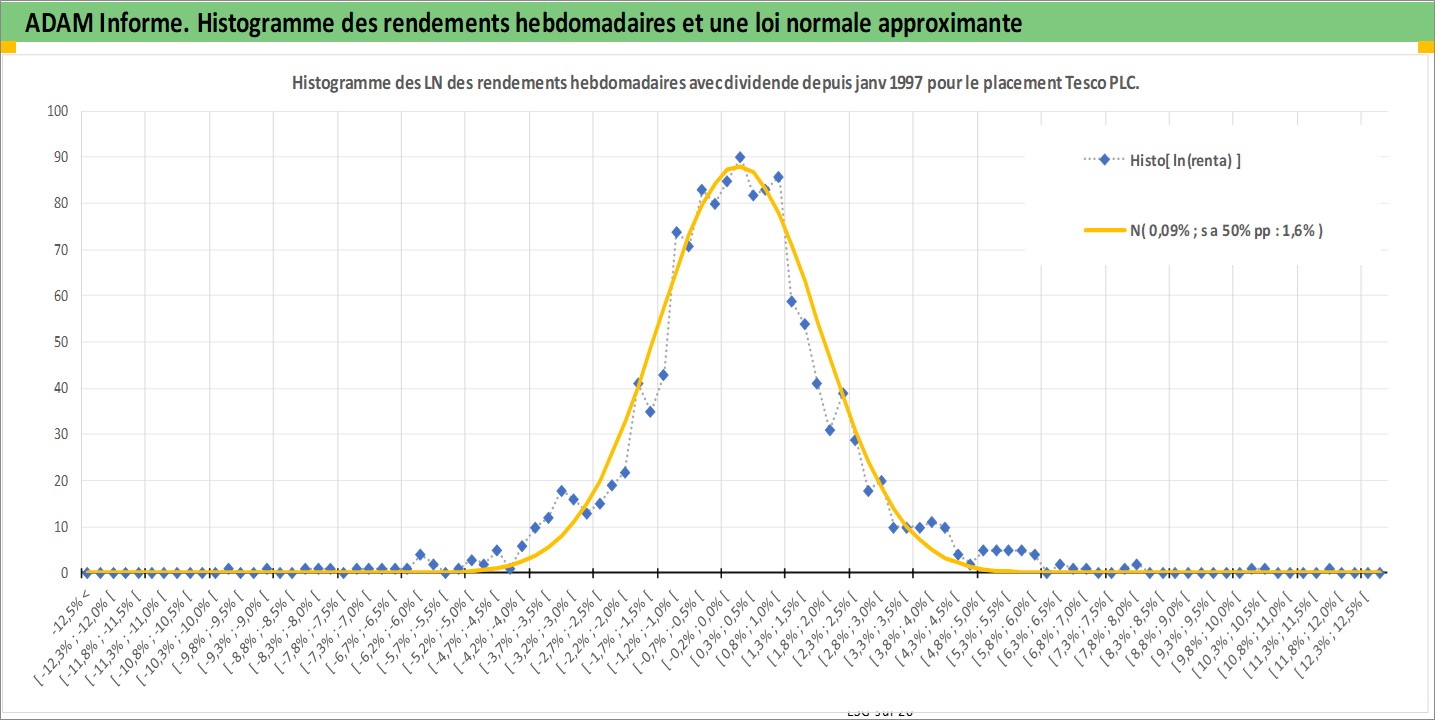 ADAM Informe. Histogramme des rendements hebdomadaires et une loi normale approximante
Histogramme des LN des rendements hebdomadaires avec dividende depuis janv 1997 pour le placement Tesco PLC.
100
90
80
70
60
50
40
30
20
10
0
Histo[ ln(renta) ]
N( 0,09% ; s a 50% pp : 1,6% )
-12,5% <
[ -12,3% ; -12,0% [
[ -11,8% ; -11,5% [
[ -11,3% ; -11,0% [
[ -10,8% ; -10,5% [
[ -10,3% ; -10,0% [
[ -9,8% ; -9,5% [
[ -9,3% ; -9,0% [
[ -8,8% ; -8,5% [
[ -8,3% ; -8,0% [
[ -7,8% ; -7,5% [
[ -7,3% ; -7,0% [
[ -6,7% ; -6,5% [
[ -6,2% ; -6,0% [
[ -5,7% ; -5,5% [
[ -5,2% ; -5,0% [
[ -4,7% ; -4,5% [
[ -4,2% ; -4,0% [
[ -3,7% ; -3,5% [
[ -3,2% ; -3,0% [
[ -2,7% ; -2,5% [
[ -2,2% ; -2,0% [
[ -1,7% ; -1,5% [
[ -1,2% ; -1,0% [
[ -0,7% ; -0,5% [
[ -0,2% ; 0,0% [
[ 0,3% ; 0,5% [
[ 0,8% ; 1,0% [
[ 1,3% ; 1,5% [
[ 1,8% ; 2,0% [
[ 2,3% ; 2,5% [
[ 2,8% ; 3,0% [
[ 3,3% ; 3,5% [
[ 3,8% ; 4,0% [
[ 4,3% ; 4,5% [
[ 4,8% ; 5,0% [
[ 5,3% ; 5,5% [
[ 5,8% ; 6,0% [
[ 6,3% ; 6,5% [
[ 6,8% ; 7,0% [
[ 7,3% ; 7,5% [
[ 7,8% ; 8,0% [
[ 8,3% ; 8,5% [
[ 8,8% ; 9,0% [
[ 9,3% ; 9,5% [
[ 9,8% ; 10,0% [
[ 10,3% ; 10,5% [
[ 10,8% ; 11,0% [
[ 11,3% ; 11,5% [
[ 11,8% ; 12,0% [
[ 12,3% ; 12,5% [